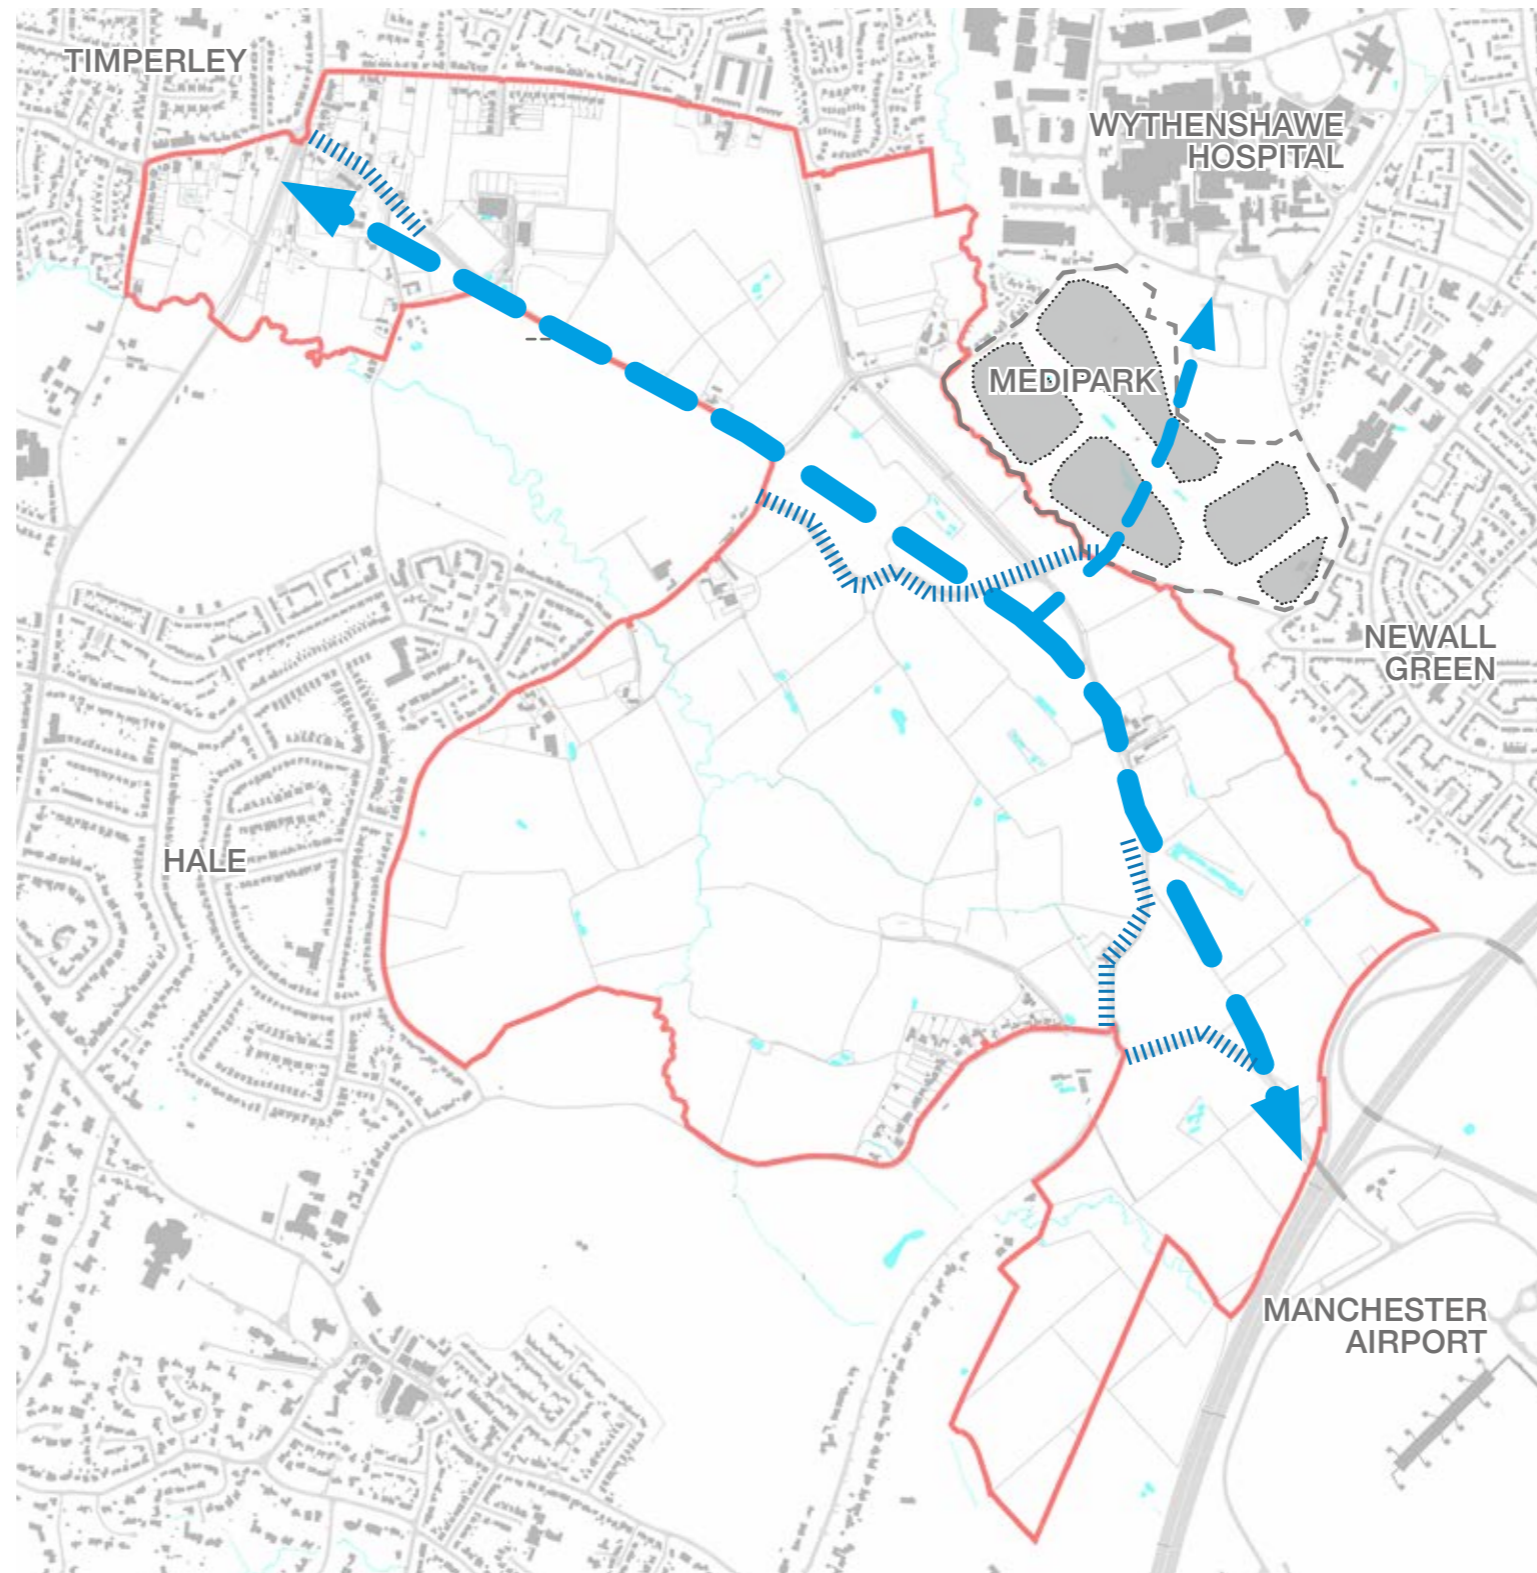 TIMPERLEY
WYTHENSHAWE
HOSPITAL
MEDIPARK
NEWALL
GREEN
HALE
MANCHESTER
AIRPORT